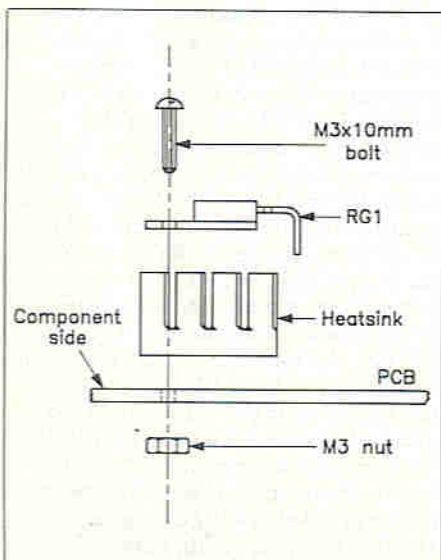 M3x10mm
bolt
RG1
Heatsink
Component
side
PCB
M3 nut